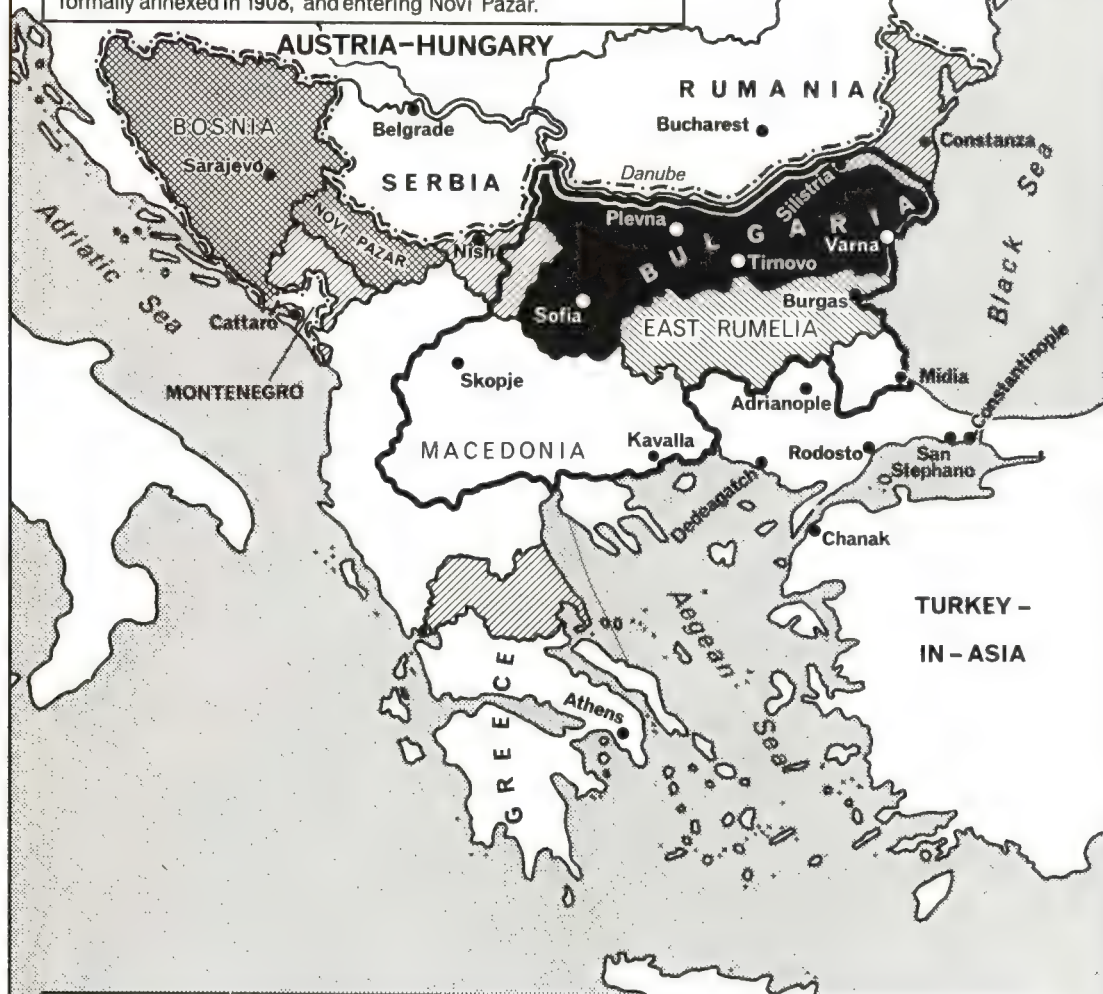 formally annexed in 1908, and entering Novi Pazar.
AUSTRIA–HUNGARY
RUMANIA
BOSNIA
Belgrade
Bucharest
Constanza
Sarajevo
SERBIA
Danube
Silistria
Black Sea
NOVI PAZAR
Plevna
BULGARIA
Varna
Adriatic Sea
Nish
Tirnovo
Cattaro
Sofia
Burgas
EAST RUMELIA
MONTENEGRO
Skopje
Midia
Constantinople
Adrianople
MACEDONIA
Kavalla
Rodosto
San
Stephano
Dedeagatch
Chanak
Aegean Sea
TURKEY –
IN – ASIA
GREECE
Athens